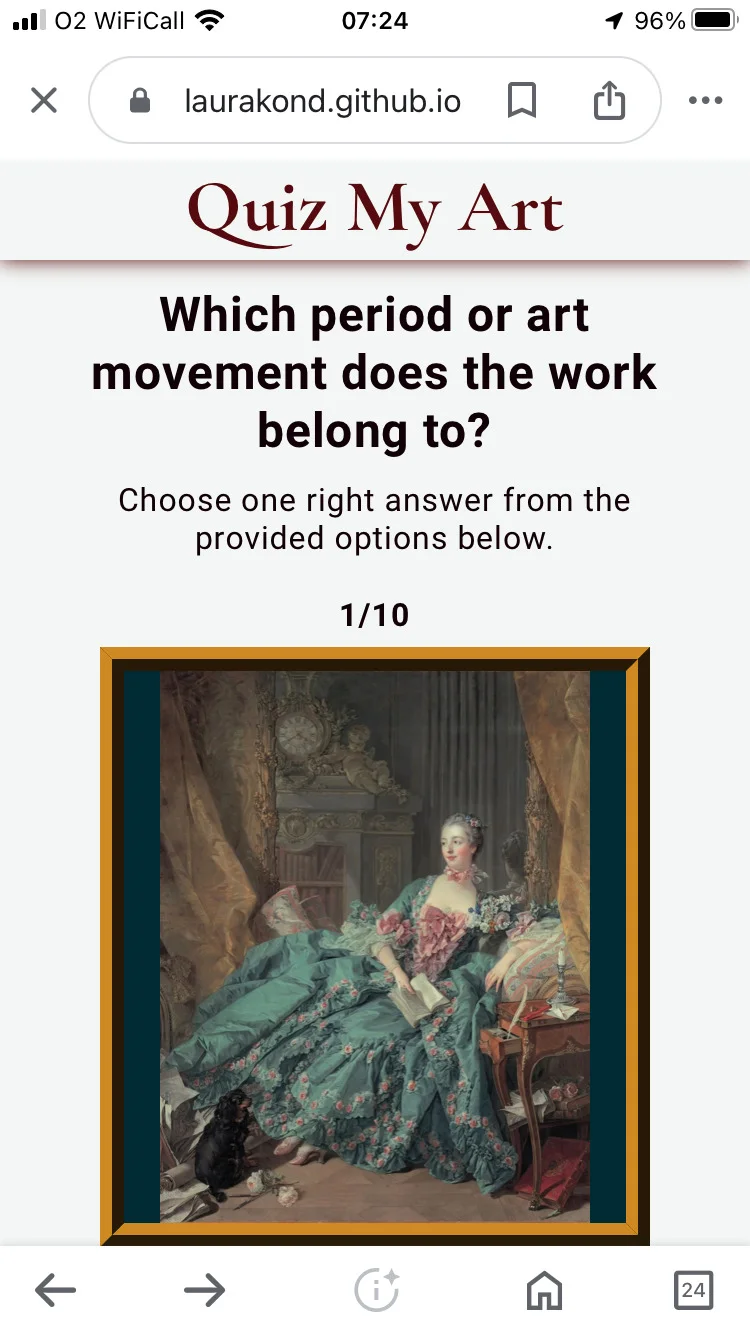 O2 WiFiCall 07:24 96%
laurakond.github.io
Quiz My Art
Which period or art
movement does the work
belong to?
Choose one right answer from the
provided options below.
1/10
24